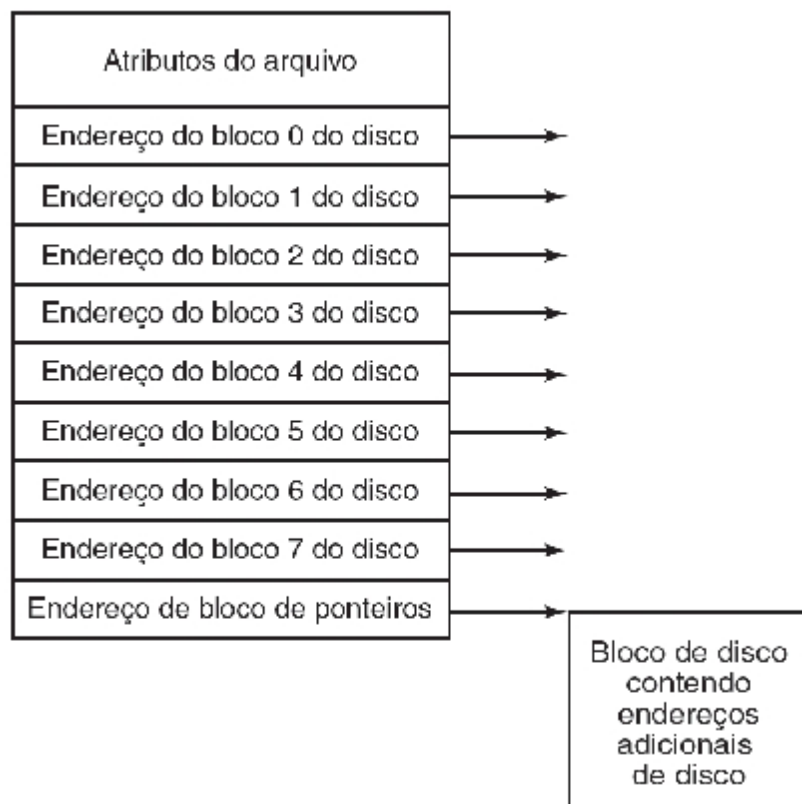 Atributos do arquivo
Endereço do bloco 0 do disco
Endereço do bloco 1 do disco
Endereço do bloco 2 do disco
Endereço do bloco 3 do disco
Endereço do bloco 4 do disco
Endereço do bloco 5 do disco
Endereço do bloco 6 do disco
Endereço do bloco 7 do disco
Endereço de bloco de ponteiros
Bloco de disco
contendo
endereços
adicionais
de disco